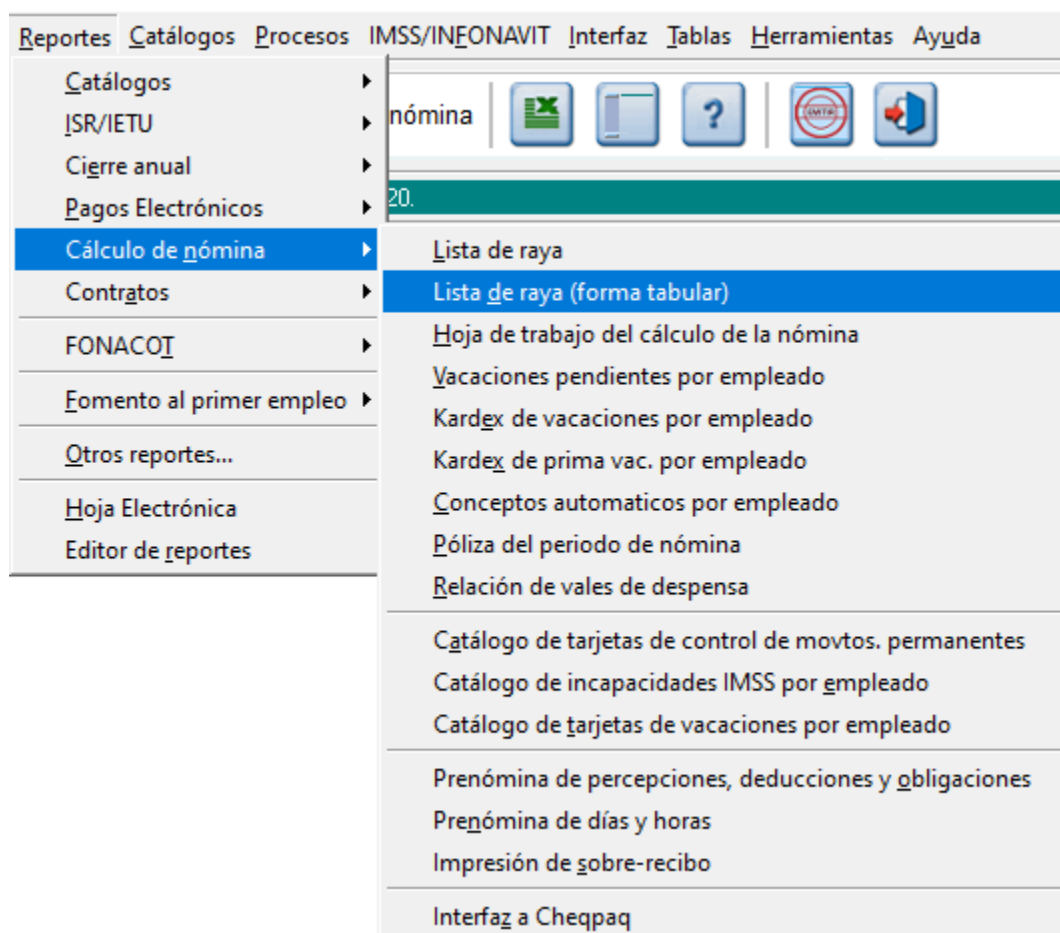 Reportes Catálogos Procesos IMSS/INFONAVIT Interfaz Tablas Herramientas Ayuda
Catálogos
ISR/IETU
Cierre anual
Pagos Electrónicos
Cálculo de nómina
Contratos
FONACOT
Fomento al primer empleo
Otros reportes...
Hoja Electrónica
Editor de reportes
nómina
?
20.
Lista de raya
Lista de raya (forma tabular)
Hoja de trabajo del cálculo de la nómina
Vacaciones pendientes por empleado
Kardex de vacaciones por empleado
Kardex de prima vac. por empleado
Conceptos automaticos por empleado
Póliza del periodo de nómina
Relación de vales de despensa
Catálogo de tarjetas de control de movtos. permanentes
Catálogo de incapacidades IMSS por empleado
Catálogo de tarjetas de vacaciones por empleado
Prenómina de percepciones, deducciones y obligaciones
Prenómina de días y horas
Impresión de sobre-recibo
Interfaz a Cheqpaq